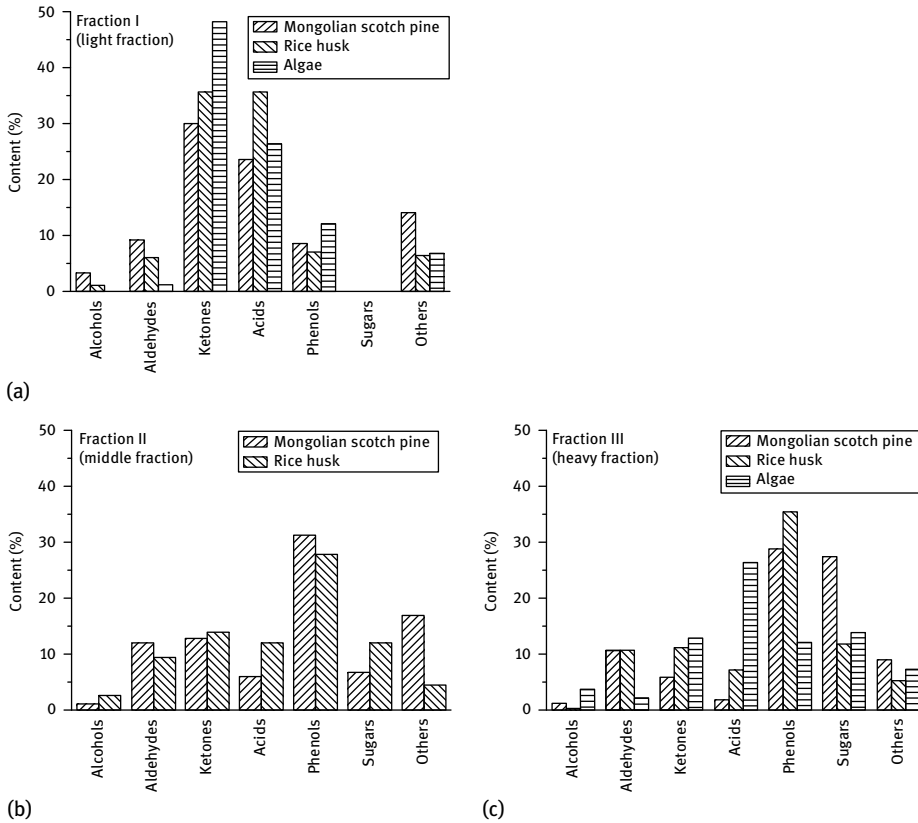 Fraction I
(light fraction)
Mongolian scotch pine
Rice husk
Algae
Content (%)
50
40
30
20
10
0
Alcohols
Aldehydes
Ketones
Acids
Phenols
Sugars
Others
(a)
Fraction II
(middle fraction)
Mongolian scotch pine
Rice husk
Content (%)
50
40
30
20
10
0
Alcohols
Aldehydes
Ketones
Acids
Phenols
Sugars
Others
(b)
Fraction III
(heavy fraction)
Mongolian scotch pine
Rice husk
Algae
Content (%)
50
40
30
20
10
0
Alcohols
Aldehydes
Ketones
Acids
Phenols
Sugars
Others
(c)